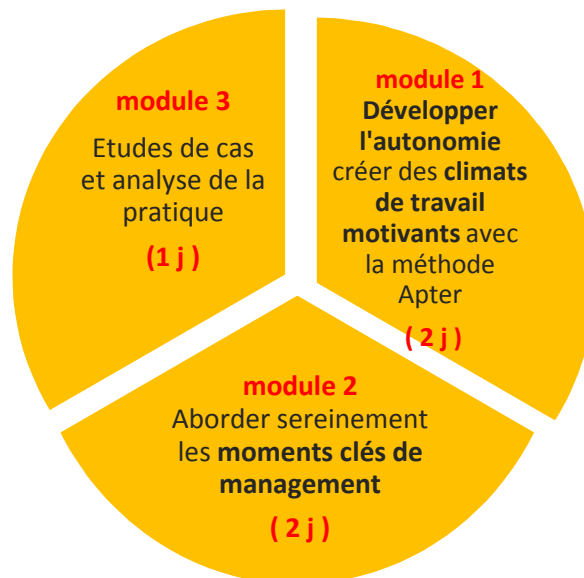 module 1
Développer
l'autonomie
créer des climats
de travail
motivants avec
la méthode
Apter
( 2 j )
module 2
Aborder sereinement
les moments clés de
management
( 2 j )
module 3
Etudes de cas
et analyse de la
pratique
(1 j )